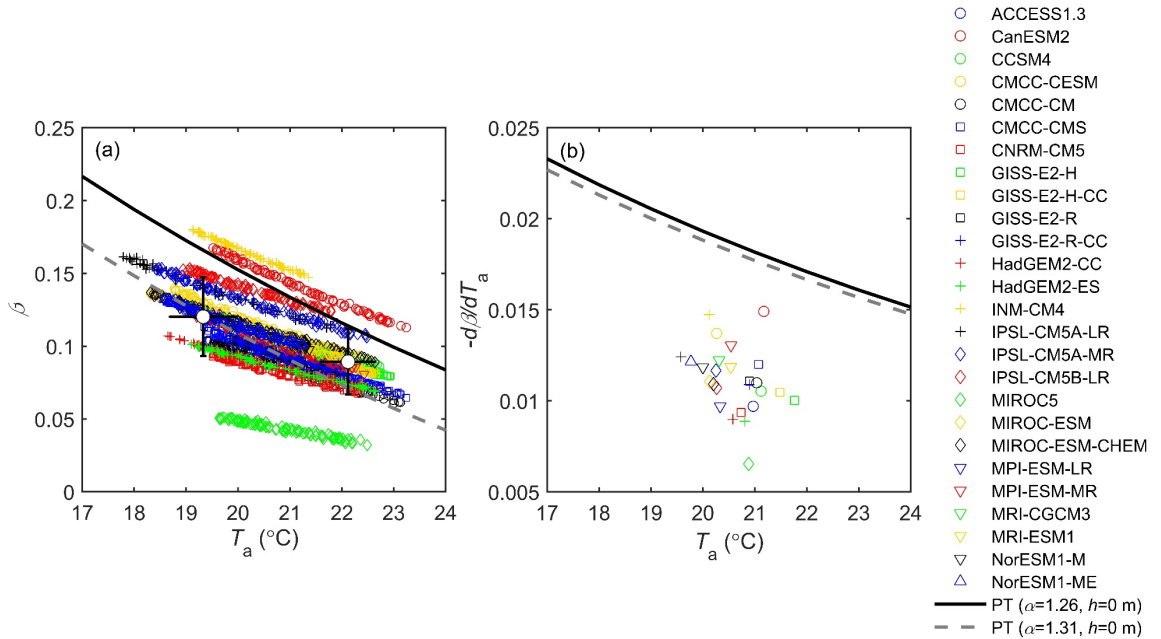 (a)
0.25
0.2
0.15
0.1
0.05
0
β
17 18 19 20 21 22 23 24
Tₐ (°C)
(b)
0.025
0.02
0.015
0.01
0.005
-dβ/dTₐ
17 18 19 20 21 22 23 24
Tₐ (°C)
ACCESS1.3
CanESM2
CCSM4
CMCC-CESM
CMCC-CM
CMCC-CMS
CNRM-CM5
GISS-E2-H
GISS-E2-H-CC
GISS-E2-R
GISS-E2-R-CC
HadGEM2-CC
HadGEM2-ES
INM-CM4
IPSL-CM5A-LR
IPSL-CM5A-MR
IPSL-CM5B-LR
MIROC5
MIROC-ESM
MIROC-ESM-CHEM
MPI-ESM-LR
MPI-ESM-MR
MRI-CGCM3
MRI-ESM1
NorESM1-M
NorESM1-ME
PT (α=1.26, h=0 m)
PT (α=1.31, h=0 m)